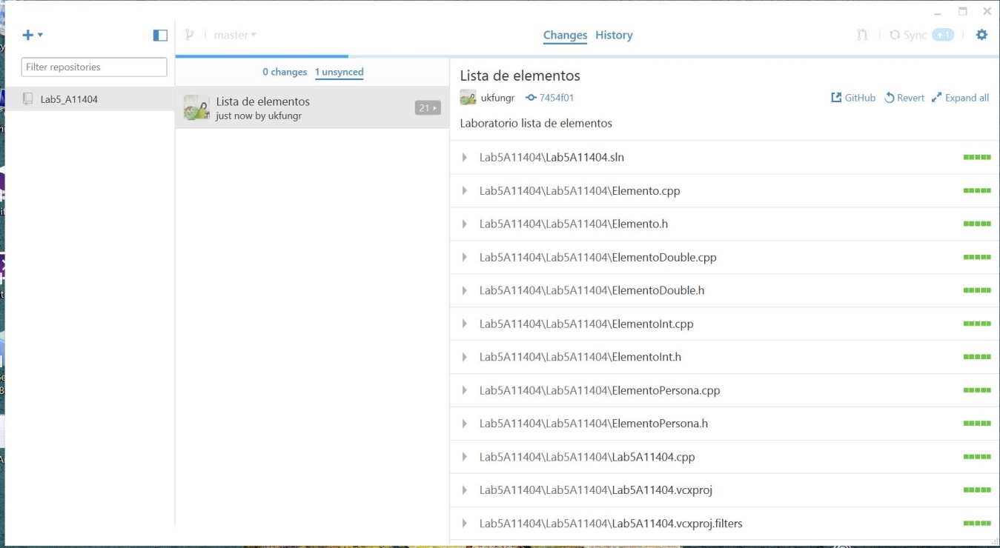 master
Changes History
Sync +1
Filter repositories
Lab5_A11404
0 changes 1 unsynced
Lista de elementos
just now by ukfungr
21
Lista de elementos
ukfungr 7454f01
GitHub Revert Expand all
Laboratorio lista de elementos
Lab5A11404\Lab5A11404.sln
Lab5A11404\Lab5A11404\Elemento.cpp
Lab5A11404\Lab5A11404\Elemento.h
Lab5A11404\Lab5A11404\ElementoDouble.cpp
Lab5A11404\Lab5A11404\ElementoDouble.h
Lab5A11404\Lab5A11404\ElementoInt.cpp
Lab5A11404\Lab5A11404\ElementoInt.h
Lab5A11404\Lab5A11404\ElementoPersona.cpp
Lab5A11404\Lab5A11404\ElementoPersona.h
Lab5A11404\Lab5A11404\Lab5A11404.cpp
Lab5A11404\Lab5A11404\Lab5A11404.vcxproj
Lab5A11404\Lab5A11404\Lab5A11404.vcxproj.filters